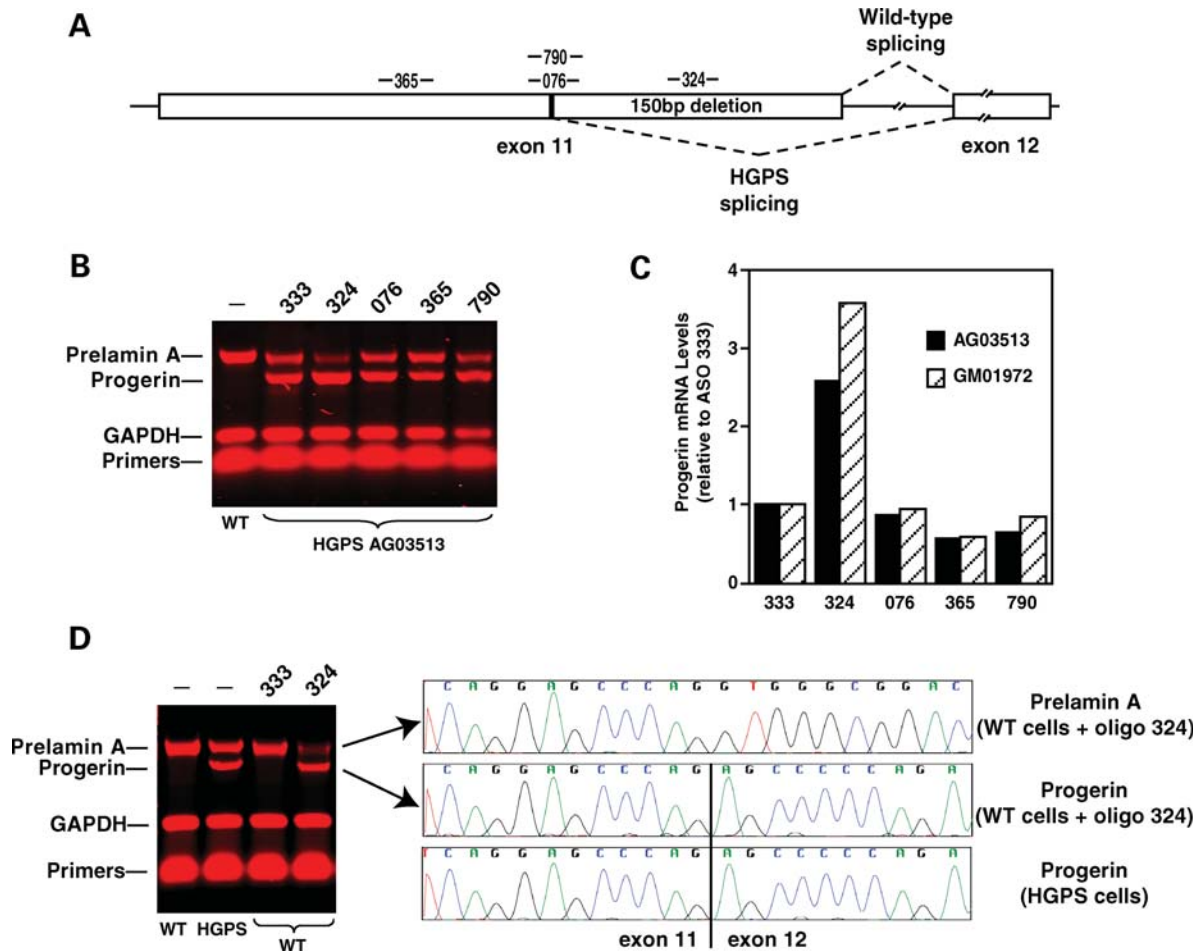 A
Wild-type
splicing
—790—
—365— —076— —324—
150bp deletion
exon 11 exon 12
HGPS
splicing
B
— 333 324 076 365 790
Prelamin A—
Progerin—
GAPDH—
Primers—
WT
HGPS AG03513
C
Progerin mRNA Levels
(relative to ASO 333)
4
3
2
1
0
AG03513
GM01972
333 324 076 365 790
D
— — 333 324
Prelamin A—
Progerin—
GAPDH—
Primers—
WT HGPS WT
C A G G A G C C C A G G T G G G C G G A C
Prelamin A
(WT cells + oligo 324)
C A G G A G C C C A G A G C C C C C A G A
Progerin
(WT cells + oligo 324)
T C A G G A G C C C A G A G C C C C C A G A
Progerin
(HGPS cells)
exon 11 exon 12